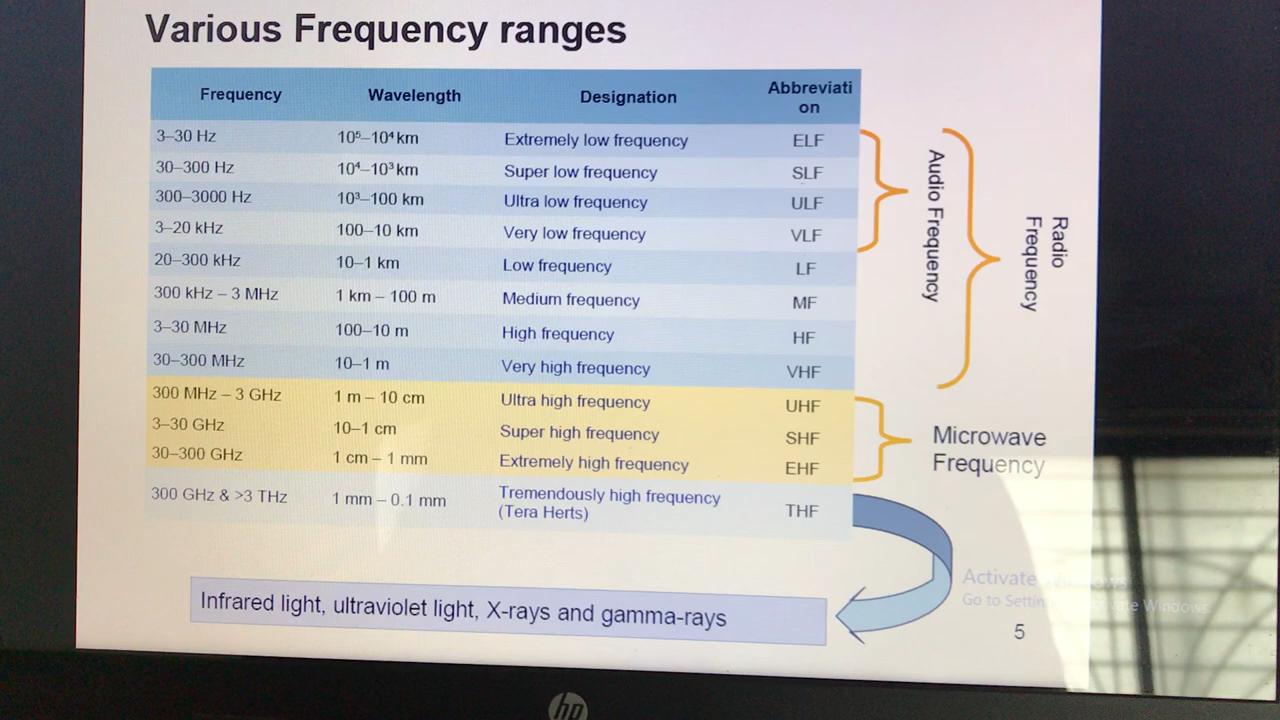 Various Frequency ranges
Frequency Wavelength Designation Abbreviati
on
3–30 Hz 10⁵–10⁴ km Extremely low frequency ELF
30–300 Hz 10⁴–10³ km Super low frequency SLF
300–3000 Hz 10³–100 km Ultra low frequency ULF
3–20 kHz 100–10 km Very low frequency VLF
20–300 kHz 10–1 km Low frequency LF
300 kHz – 3 MHz 1 km – 100 m Medium frequency MF
3–30 MHz 100–10 m High frequency HF
30–300 MHz 10–1 m Very high frequency VHF
300 MHz – 3 GHz 1 m – 10 cm Ultra high frequency UHF
3–30 GHz 10–1 cm Super high frequency SHF
30–300 GHz 1 cm – 1 mm Extremely high frequency EHF
300 GHz & >3 THz 1 mm – 0.1 mm Tremendously high frequency
(Tera Herts) THF
Audio Frequency
Radio
Frequency
Microwave
Frequency
Infrared light, ultraviolet light, X-rays and gamma-rays
Activate Windows
Go to Settin Windows
5
hp